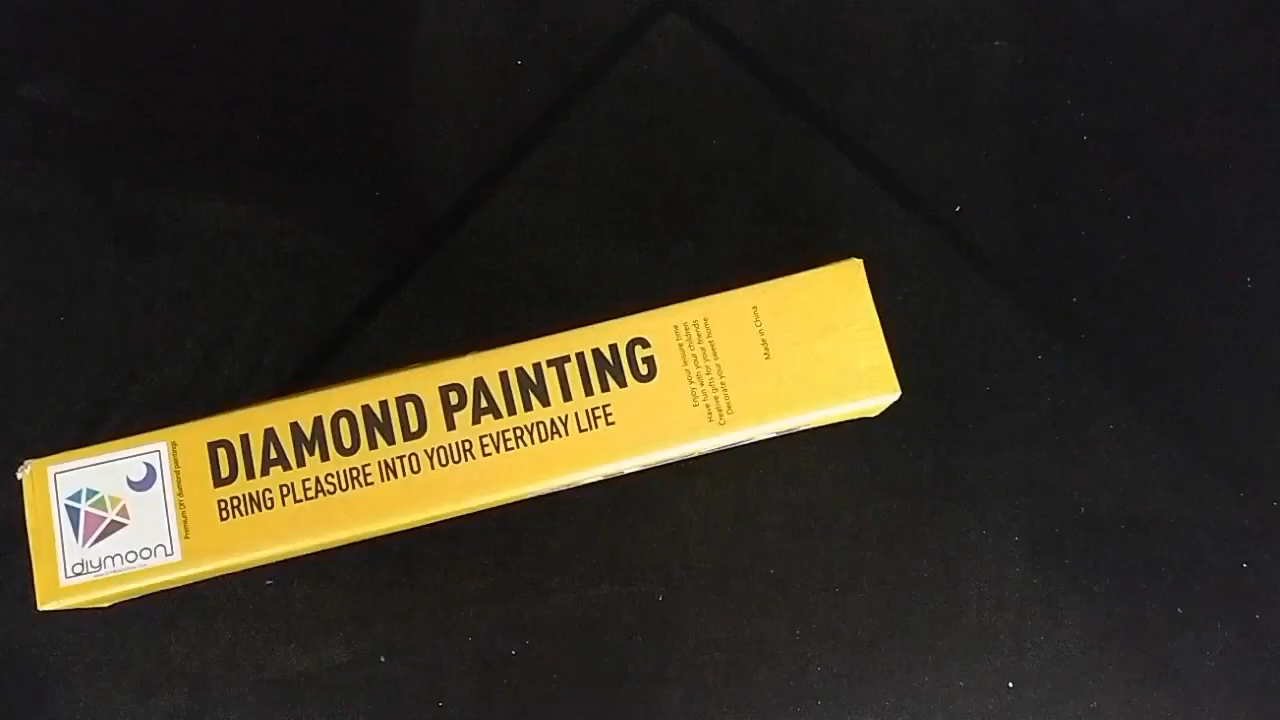 diymoon
Premium DIY diamond paintings
DIAMOND PAINTING
BRING PLEASURE INTO YOUR EVERYDAY LIFE
Enjoy your leisure time
Have fun with your children
Creative gifts for your friends
Decorate your sweet home
Made in China